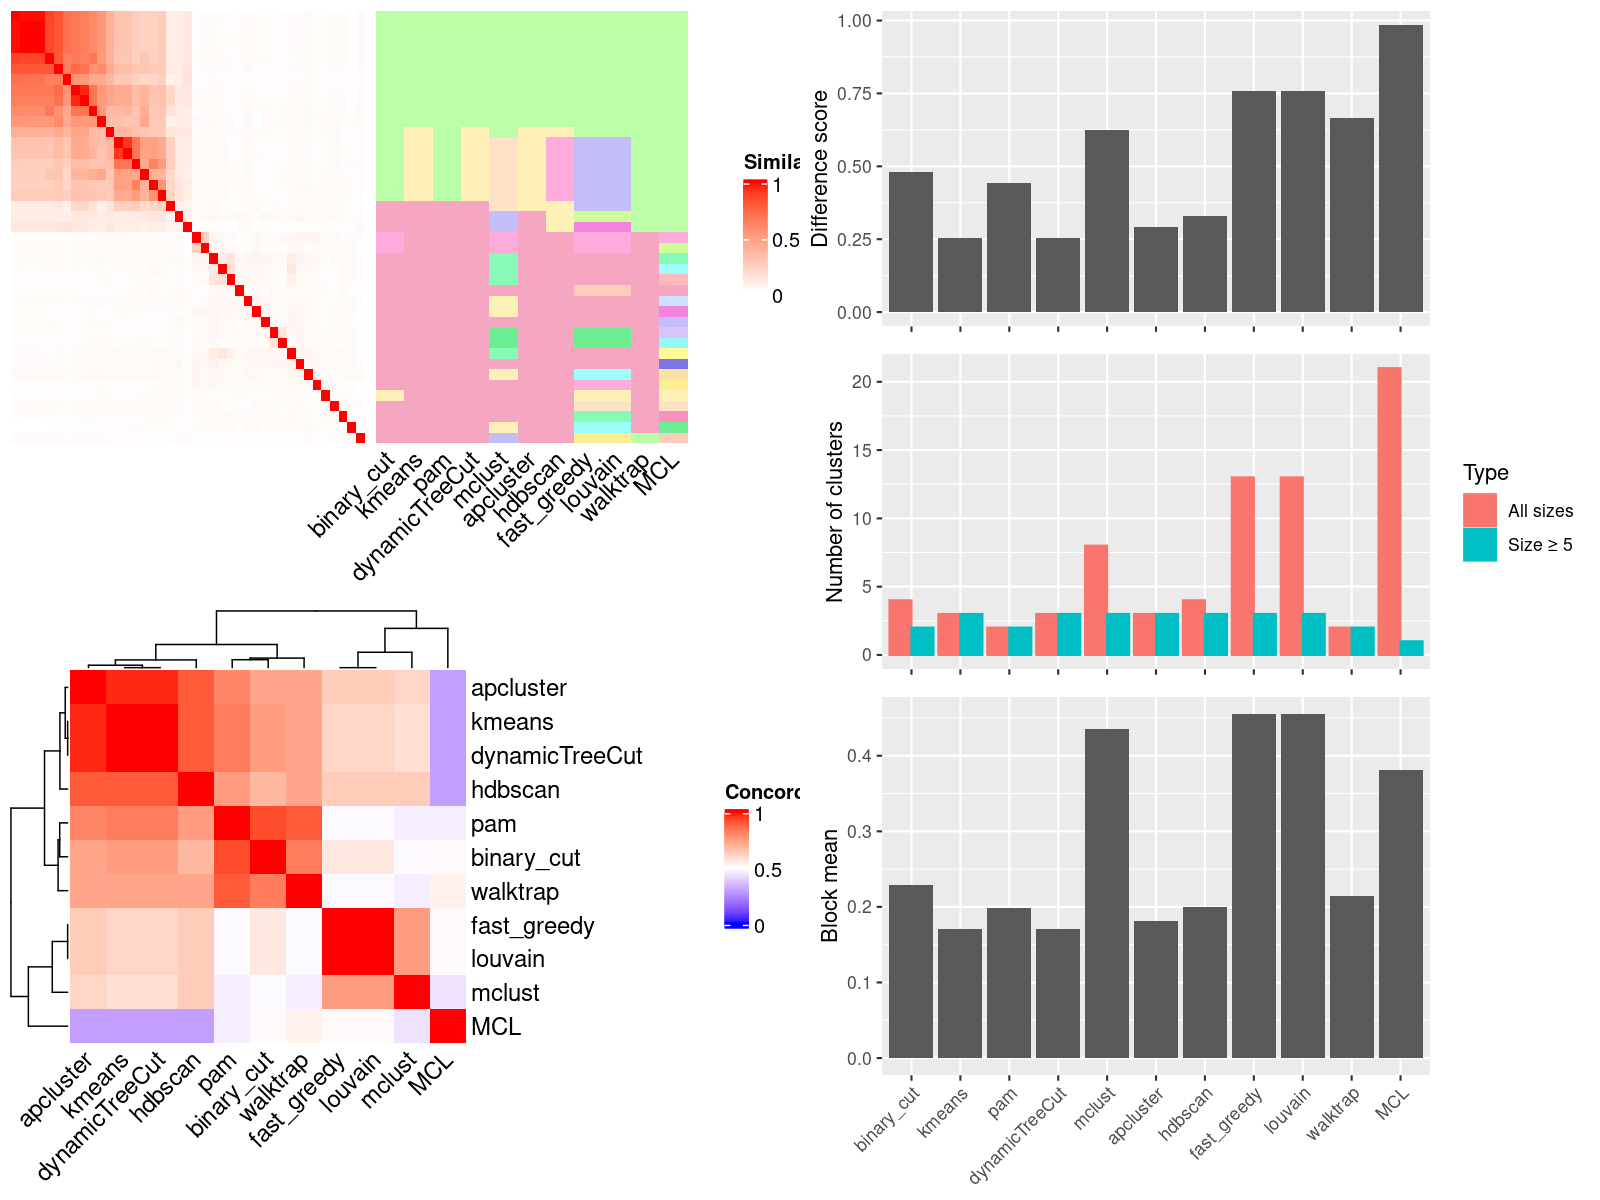 Simila
1
0.5
0
binary_cut
kmeans
pam
dynamicTreeCut
mclust
apcluster
hdbscan
fast_greedy
louvain
walktrap
MCL
apcluster
kmeans
dynamicTreeCut
hdbscan
pam
binary_cut
walktrap
fast_greedy
louvain
mclust
MCL
Concord
1
0.5
0
apcluster
kmeans
dynamicTreeCut
hdbscan
pam
binary_cut
walktrap
fast_greedy
louvain
mclust
MCL
Difference score
1.00
0.75
0.50
0.25
0.00
Number of clusters
20
15
10
5
0
Type
All sizes
Size ≥ 5
Block mean
0.4
0.3
0.2
0.1
0.0
binary_cut
kmeans
pam
dynamicTreeCut
mclust
apcluster
hdbscan
fast_greedy
louvain
walktrap
MCL